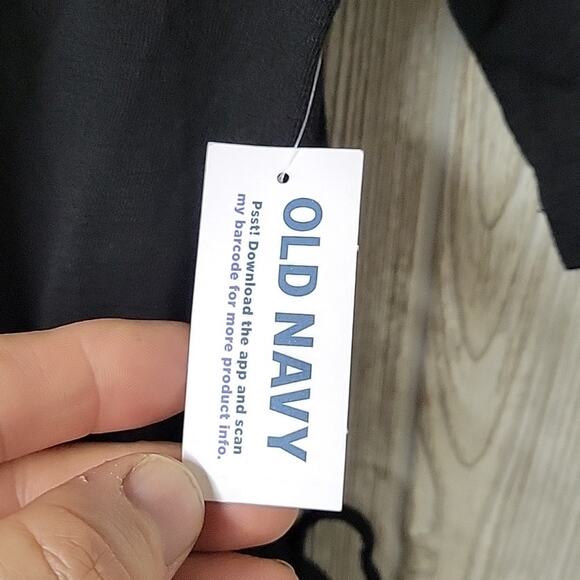 OLD NAVY
Psst! Download the app and scan
my barcode for more product info.